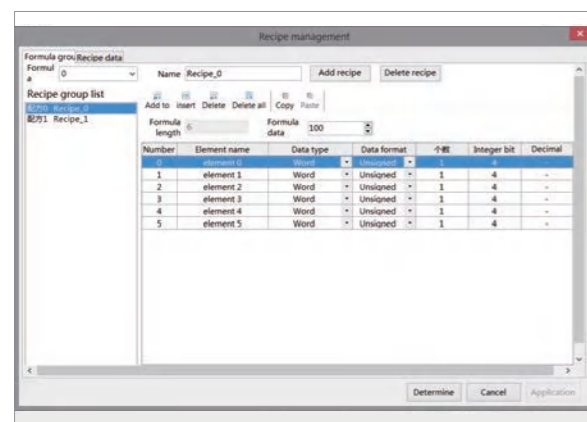 Recipe management
Formula grou Recipe data
Formul
a
0
Name Recipe_0 Add recipe Delete recipe
Recipe group list
配方0 Recipe_0
配方1 Recipe_1
Add to insert Delete Delete all Copy Paste
Formula
length
6
Formula
data
100
Number Element name Data type Data format 个数 Integer bit Decimal
0 element 0 Word Unsigned 1 4 -
1 element 1 Word Unsigned 1 4 -
2 element 2 Word Unsigned 1 4 -
3 element 3 Word Unsigned 1 4 -
4 element 4 Word Unsigned 1 4 -
5 element 5 Word Unsigned 1 4 -
Determine Cancel Application